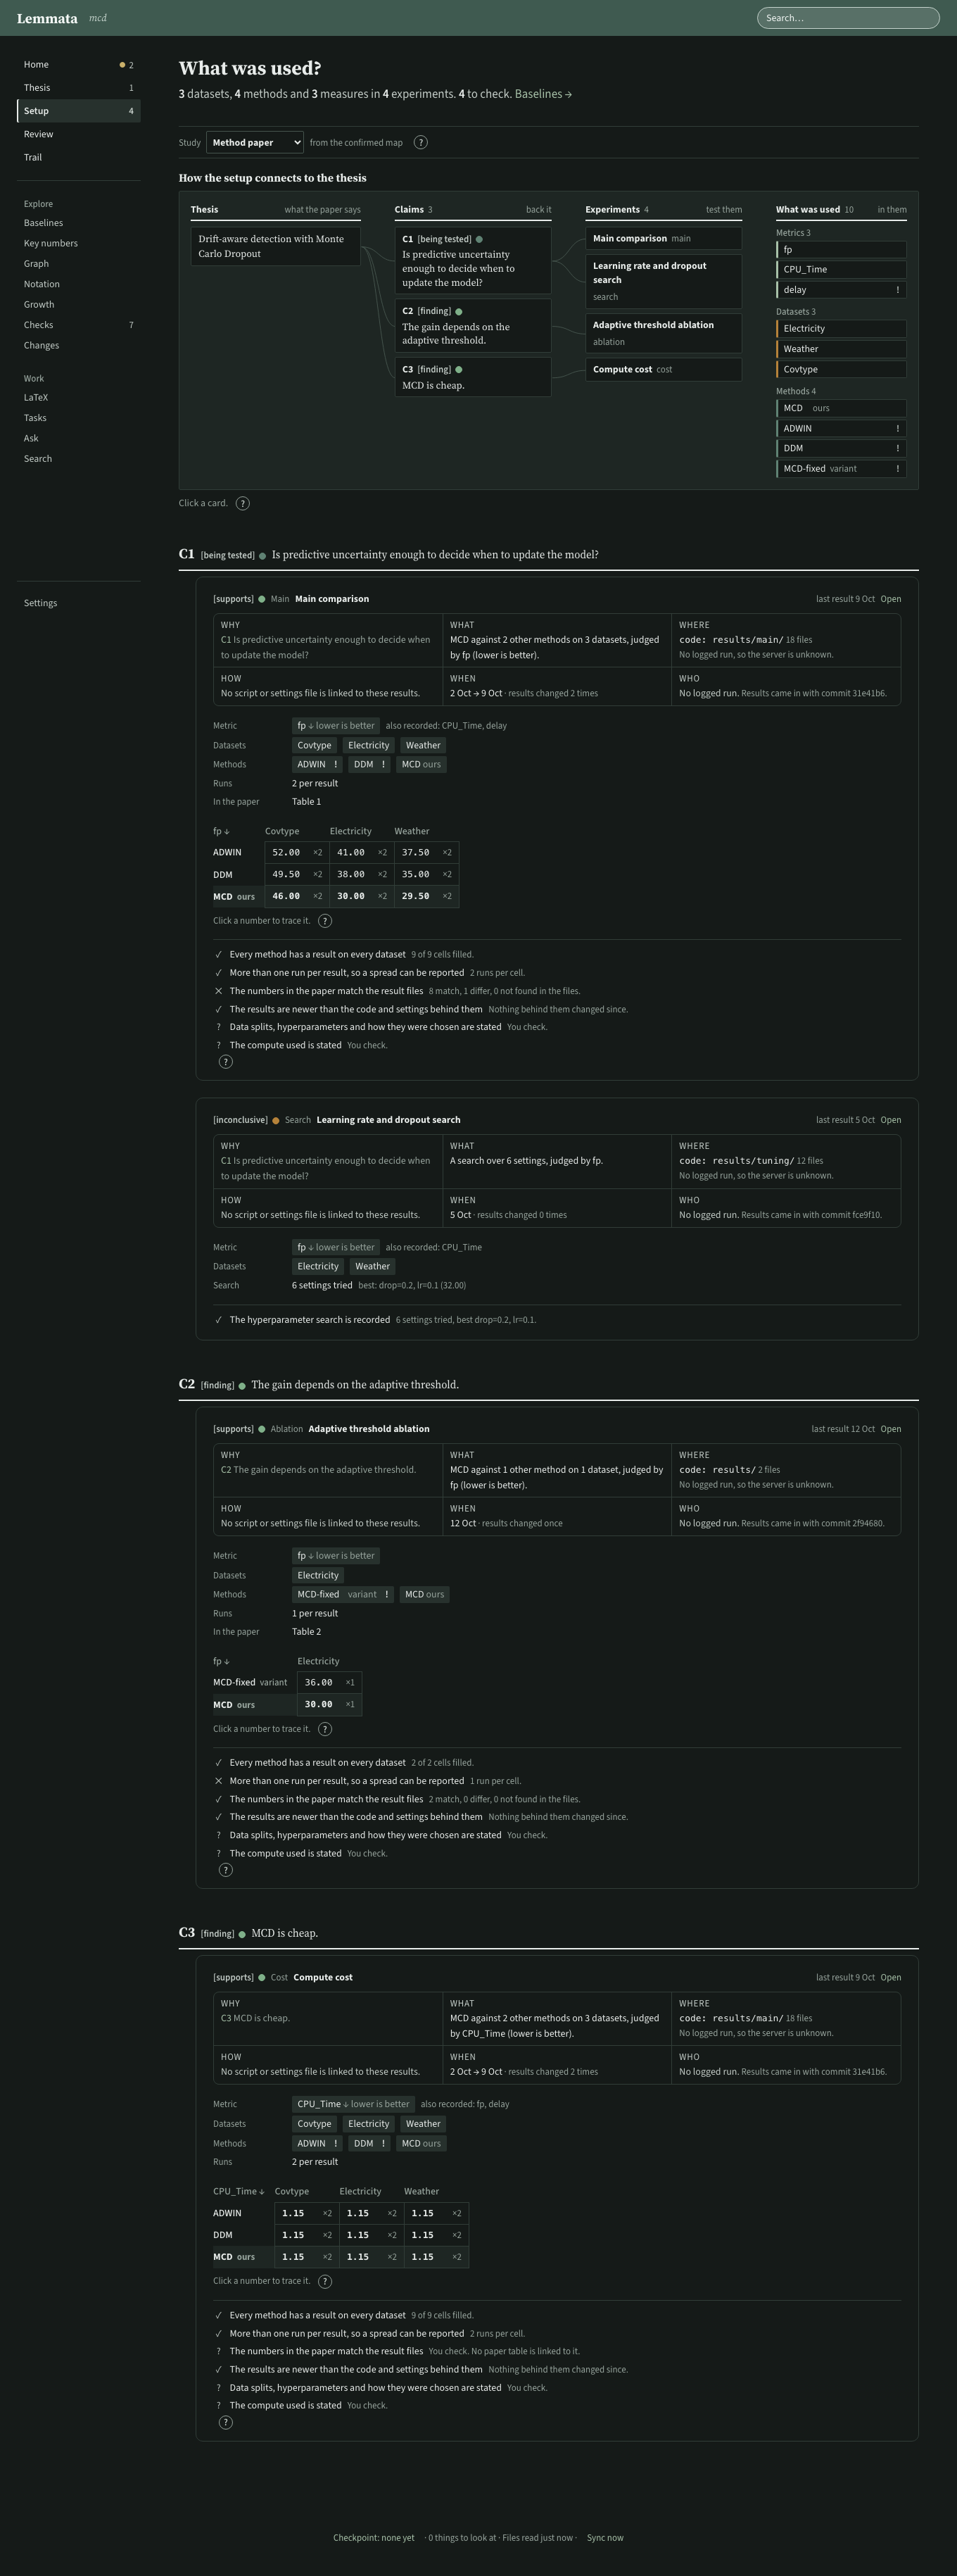 Lemmata mcd
Search…
Home 2
Thesis 1
Setup 4
Review
Trail
Explore
Baselines
Key numbers
Graph
Notation
Growth
Checks 7
Changes
Work
LaTeX
Tasks
Ask
Search
Settings
What was used?
3 datasets, 4 methods and 3 measures in 4 experiments. 4 to check. Baselines →
Study Method paper from the confirmed map ?
How the setup connects to the thesis
Thesis what the paper says
Drift-aware detection with Monte
Carlo Dropout
Claims 3 back it
C1 [being tested]
Is predictive uncertainty
enough to decide when to
update the model?
C2 [finding]
The gain depends on the
adaptive threshold.
C3 [finding]
MCD is cheap.
Experiments 4 test them
Main comparison main
Learning rate and dropout
search
search
Adaptive threshold ablation
ablation
Compute cost cost
What was used 10 in them
Metrics 3
fp
CPU_Time
delay !
Datasets 3
Electricity
Weather
Covtype
Methods 4
MCD ours
ADWIN !
DDM !
MCD-fixed variant !
Click a card. ?
C1 [being tested] Is predictive uncertainty enough to decide when to update the model?
[supports] Main Main comparison last result 9 Oct Open
WHY
C1 Is predictive uncertainty enough to decide when
to update the model?
WHAT
MCD against 2 other methods on 3 datasets, judged
by fp (lower is better).
WHERE
code: results/main/ 18 files
No logged run, so the server is unknown.
HOW
No script or settings file is linked to these results.
WHEN
2 Oct → 9 Oct · results changed 2 times
WHO
No logged run. Results came in with commit 31e41b6.
Metric fp ↓ lower is better also recorded: CPU_Time, delay
Datasets Covtype Electricity Weather
Methods ADWIN ! DDM ! MCD ours
Runs 2 per result
In the paper Table 1
fp ↓ Covtype Electricity Weather
ADWIN 52.00 ×2 41.00 ×2 37.50 ×2
DDM 49.50 ×2 38.00 ×2 35.00 ×2
MCD ours 46.00 ×2 30.00 ×2 29.50 ×2
Click a number to trace it. ?
✓ Every method has a result on every dataset 9 of 9 cells filled.
✓ More than one run per result, so a spread can be reported 2 runs per cell.
✕ The numbers in the paper match the result files 8 match, 1 differ, 0 not found in the files.
✓ The results are newer than the code and settings behind them Nothing behind them changed since.
? Data splits, hyperparameters and how they were chosen are stated You check.
? The compute used is stated You check.
?
[inconclusive] Search Learning rate and dropout search last result 5 Oct Open
WHY
C1 Is predictive uncertainty enough to decide when
to update the model?
WHAT
A search over 6 settings, judged by fp.
WHERE
code: results/tuning/ 12 files
No logged run, so the server is unknown.
HOW
No script or settings file is linked to these results.
WHEN
5 Oct · results changed 0 times
WHO
No logged run. Results came in with commit fce9f10.
Metric fp ↓ lower is better also recorded: CPU_Time
Datasets Electricity Weather
Search 6 settings tried best: drop=0.2, lr=0.1 (32.00)
✓ The hyperparameter search is recorded 6 settings tried, best drop=0.2, lr=0.1.
C2 [finding] The gain depends on the adaptive threshold.
[supports] Ablation Adaptive threshold ablation last result 12 Oct Open
WHY
C2 The gain depends on the adaptive threshold.
WHAT
MCD against 1 other method on 1 dataset, judged by
fp (lower is better).
WHERE
code: results/ 2 files
No logged run, so the server is unknown.
HOW
No script or settings file is linked to these results.
WHEN
12 Oct · results changed once
WHO
No logged run. Results came in with commit 2f94680.
Metric fp ↓ lower is better
Datasets Electricity
Methods MCD-fixed variant ! MCD ours
Runs 1 per result
In the paper Table 2
fp ↓ Electricity
MCD-fixed variant 36.00 ×1
MCD ours 30.00 ×1
Click a number to trace it. ?
✓ Every method has a result on every dataset 2 of 2 cells filled.
✕ More than one run per result, so a spread can be reported 1 run per cell.
✓ The numbers in the paper match the result files 2 match, 0 differ, 0 not found in the files.
✓ The results are newer than the code and settings behind them Nothing behind them changed since.
? Data splits, hyperparameters and how they were chosen are stated You check.
? The compute used is stated You check.
?
C3 [finding] MCD is cheap.
[supports] Cost Compute cost last result 9 Oct Open
WHY
C3 MCD is cheap.
WHAT
MCD against 2 other methods on 3 datasets, judged
by CPU_Time (lower is better).
WHERE
code: results/main/ 18 files
No logged run, so the server is unknown.
HOW
No script or settings file is linked to these results.
WHEN
2 Oct → 9 Oct · results changed 2 times
WHO
No logged run. Results came in with commit 31e41b6.
Metric CPU_Time ↓ lower is better also recorded: fp, delay
Datasets Covtype Electricity Weather
Methods ADWIN ! DDM ! MCD ours
Runs 2 per result
CPU_Time ↓ Covtype Electricity Weather
ADWIN 1.15 ×2 1.15 ×2 1.15 ×2
DDM 1.15 ×2 1.15 ×2 1.15 ×2
MCD ours 1.15 ×2 1.15 ×2 1.15 ×2
Click a number to trace it. ?
✓ Every method has a result on every dataset 9 of 9 cells filled.
✓ More than one run per result, so a spread can be reported 2 runs per cell.
? The numbers in the paper match the result files You check. No paper table is linked to it.
✓ The results are newer than the code and settings behind them Nothing behind them changed since.
? Data splits, hyperparameters and how they were chosen are stated You check.
? The compute used is stated You check.
?
Checkpoint: none yet · 0 things to look at · Files read just now · Sync now